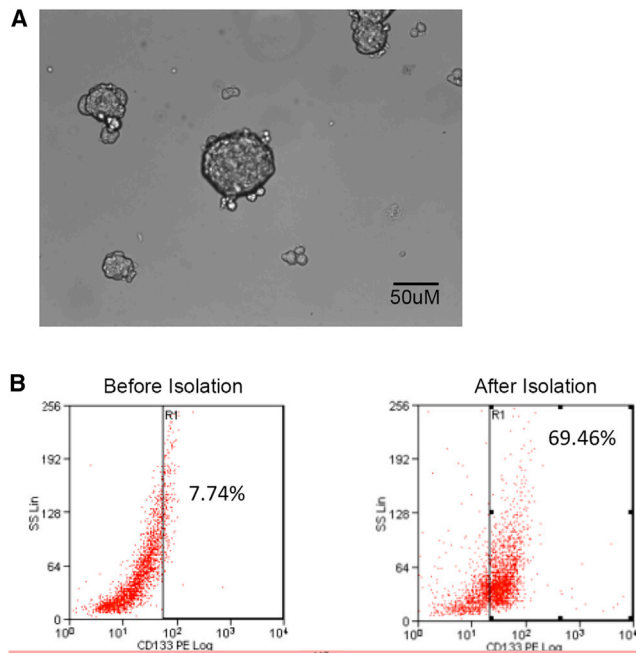 A
50uM
B
Before Isolation
After Isolation
256
192
128
64
0
SS Lin
R1
7.74%
10⁰ 10¹ 10² 10³ 10⁴
CD133 PE Log
256
192
128
64
0
SS Lin
R1
69.46%
10⁰ 10¹ 10² 10³ 10⁴
CD133 PE Log